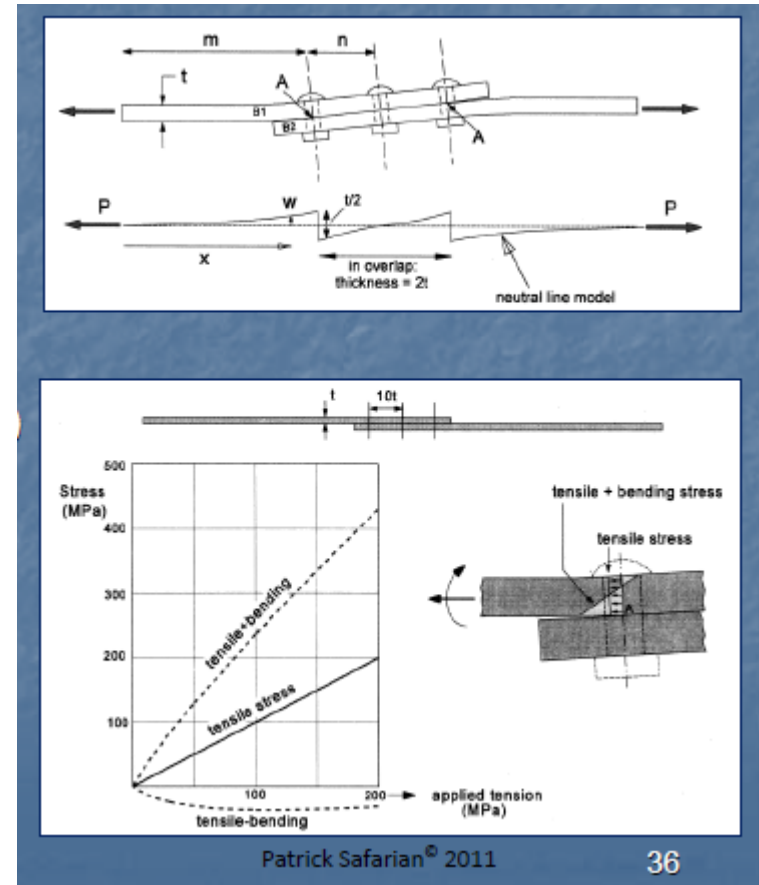 m
n
t
A
B1
B2
A
P
W
t/2
P
x
in overlap:
thickness = 2t
neutral line model
t
10t
500
Stress
(MPa)
400
300
200
100
tensile+bending
tensile stress
100
200
applied tension
(MPa)
tensile-bending
tensile + bending stress
tensile stress
A
Patrick Safarian© 2011
36